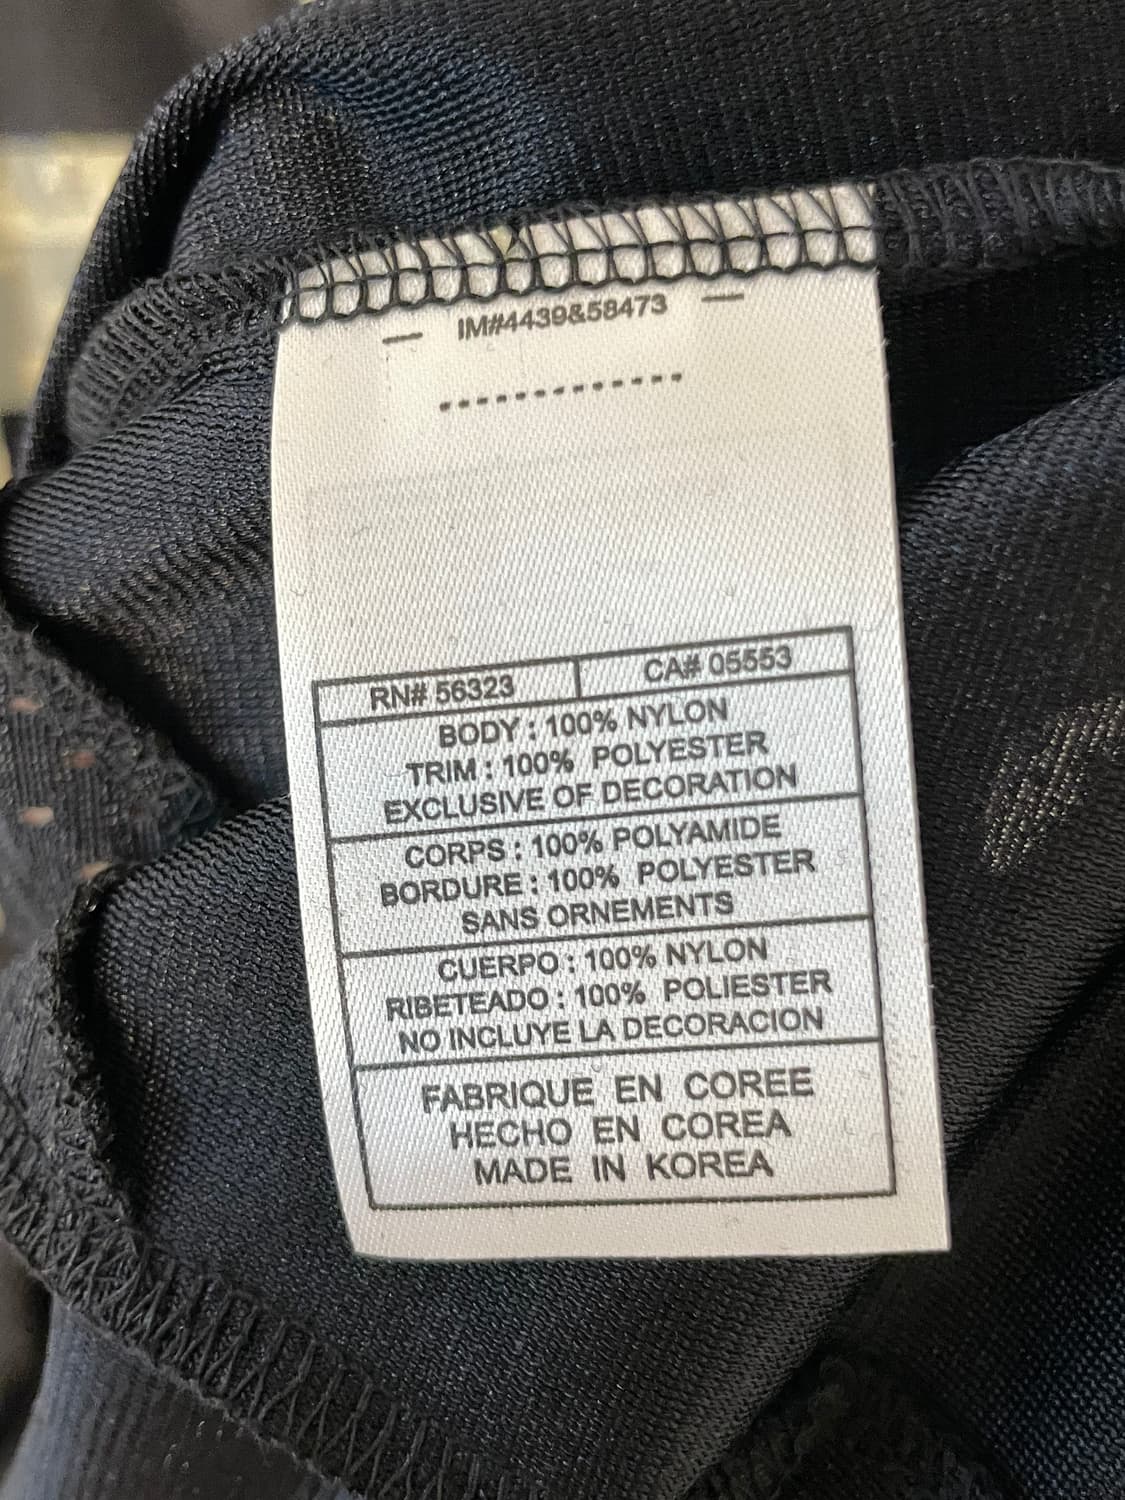 IM#4439&58473
RN# 56323 CA# 05553
BODY : 100% NYLON
TRIM : 100% POLYESTER
EXCLUSIVE OF DECORATION
CORPS : 100% POLYAMIDE
BORDURE : 100% POLYESTER
SANS ORNEMENTS
CUERPO : 100% NYLON
RIBETEADO : 100% POLIESTER
NO INCLUYE LA DECORACION
FABRIQUE EN COREE
HECHO EN COREA
MADE IN KOREA